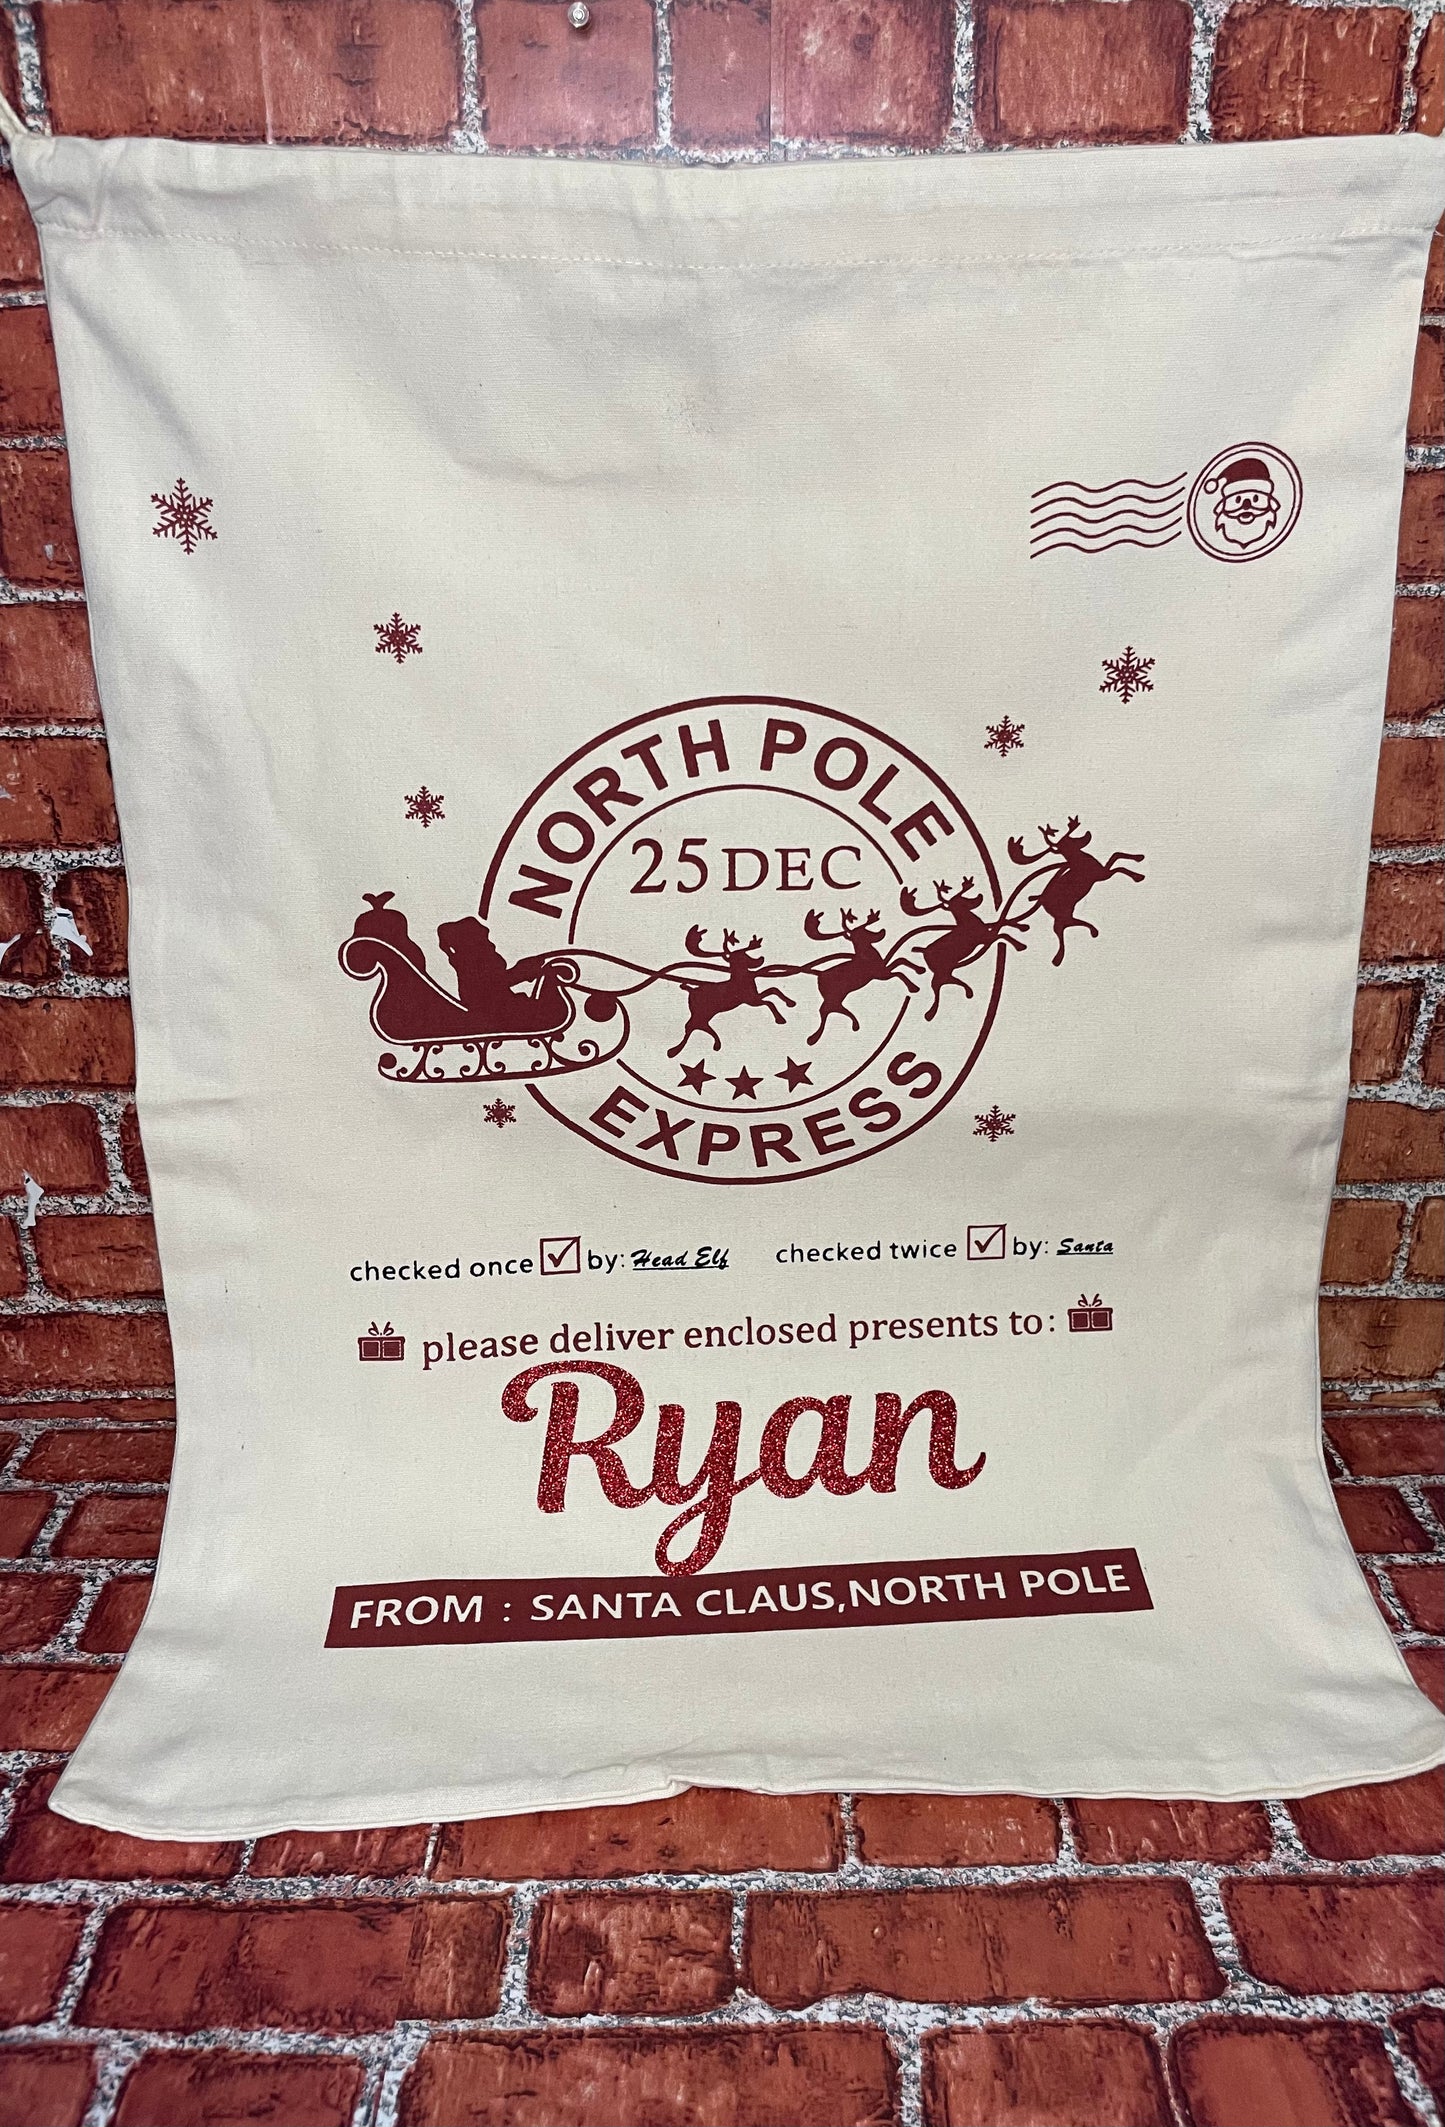 NORTH POLE
25 DEC
EXPRESS
checked once by: Head Elf checked twice by: Santa
please deliver enclosed presents to:
Ryan
FROM : SANTA CLAUS,NORTH POLE